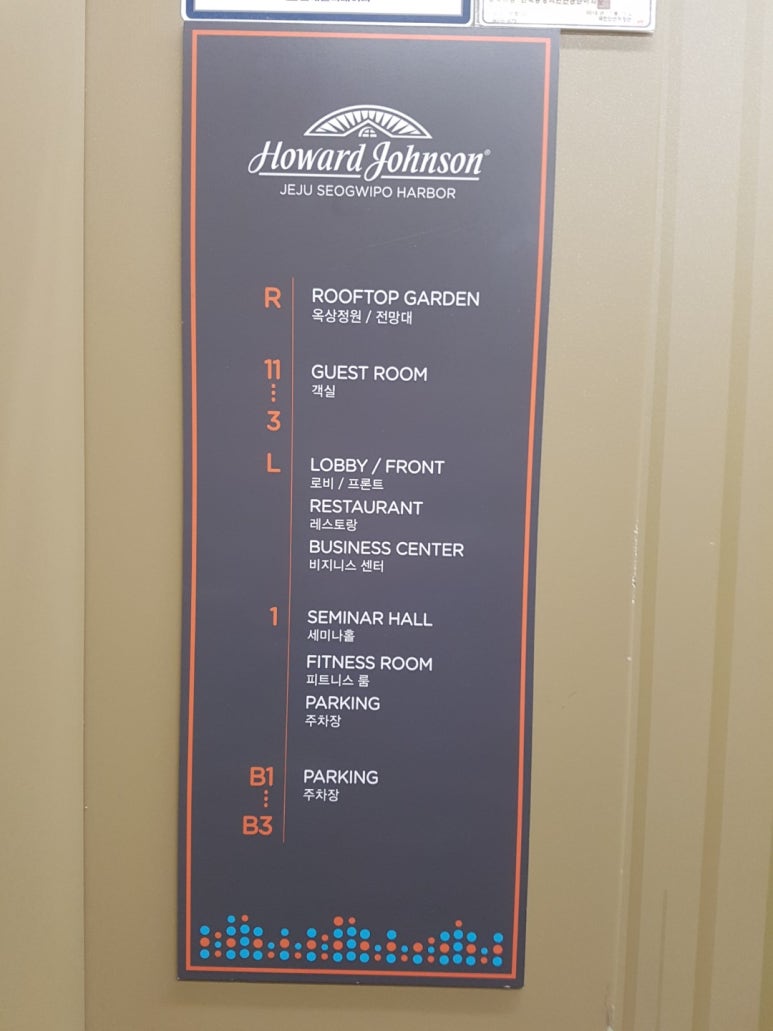 Howard Johnson®
JEJU SEOGWIPO HARBOR
R
ROOFTOP GARDEN
옥상정원 / 전망대
11
⋮
3
GUEST ROOM
객실
L
LOBBY / FRONT
로비 / 프론트
RESTAURANT
레스토랑
BUSINESS CENTER
비지니스 센터
1
SEMINAR HALL
세미나홀
FITNESS ROOM
피트니스 룸
PARKING
주차장
B1
⋮
B3
PARKING
주차장